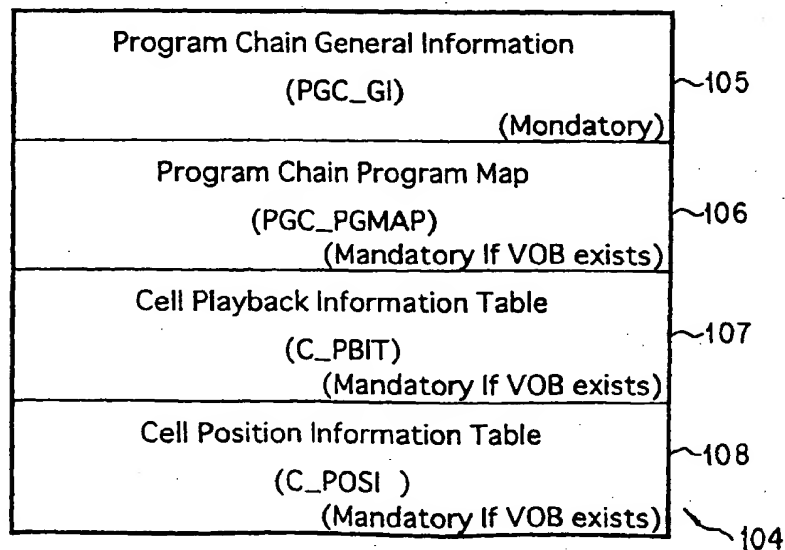 Program Chain General Information
(PGC_GI)
(Mondatory)
105
Program Chain Program Map
(PGC_PGMAP)
(Mandatory If VOB exists)
106
Cell Playback Information Table
(C_PBIT)
(Mandatory If VOB exists)
107
Cell Position Information Table
(C_POSI )
(Mandatory If VOB exists)
108
104